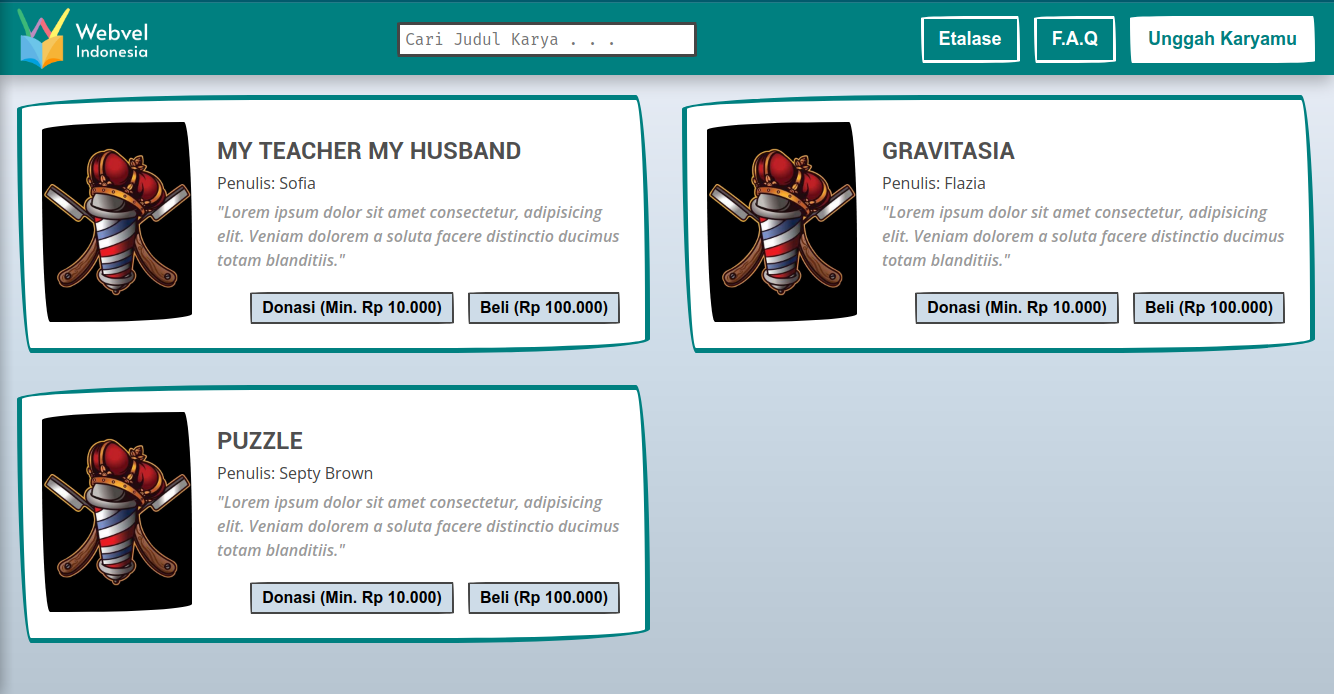 Webvel
Indonesia
Cari Judul Karya . . .
Etalase
F.A.Q
Unggah Karyamu
MY TEACHER MY HUSBAND
Penulis: Sofia
"Lorem ipsum dolor sit amet consectetur, adipisicing
elit. Veniam dolorem a soluta facere distinctio ducimus
totam blanditiis."
Donasi (Min. Rp 10.000)
Beli (Rp 100.000)
GRAVITASIA
Penulis: Flazia
"Lorem ipsum dolor sit amet consectetur, adipisicing
elit. Veniam dolorem a soluta facere distinctio ducimus
totam blanditiis."
Donasi (Min. Rp 10.000)
Beli (Rp 100.000)
PUZZLE
Penulis: Septy Brown
"Lorem ipsum dolor sit amet consectetur, adipisicing
elit. Veniam dolorem a soluta facere distinctio ducimus
totam blanditiis."
Donasi (Min. Rp 10.000)
Beli (Rp 100.000)